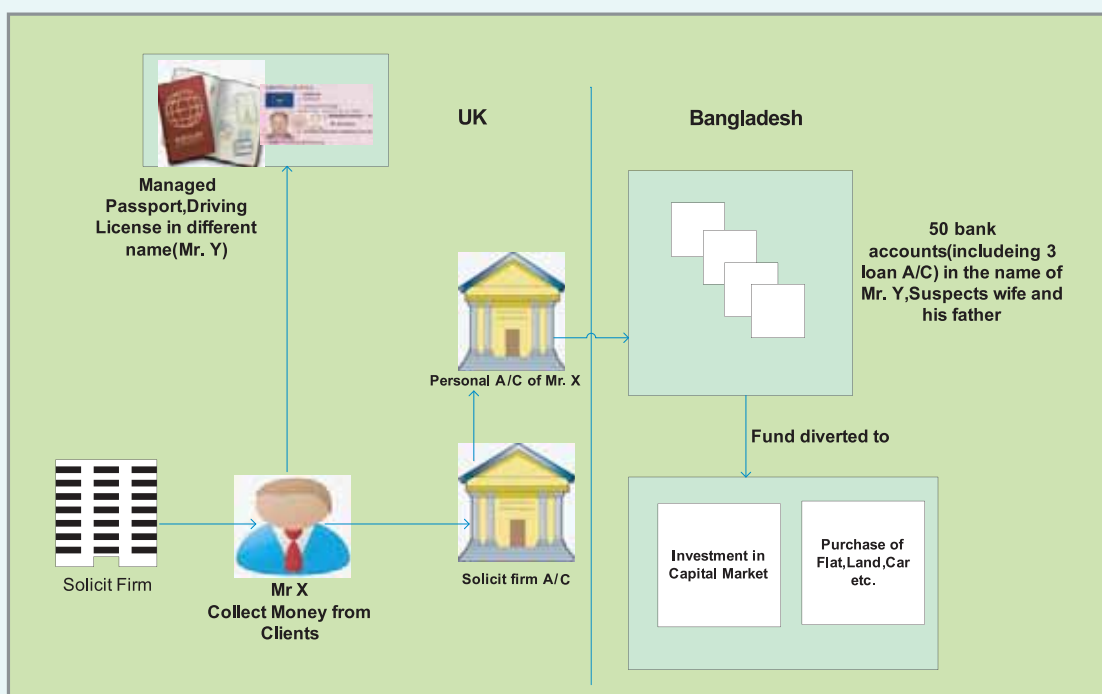 UK
Bangladesh
Managed
Passport,Driving
License in different
name(Mr. Y)
50 bank
accounts(includeing 3
loan A/C) in the name of
Mr. Y,Suspects wife and
his father
Personal A/C of Mr. X
Fund diverted to
Solicit Firm
Mr X
Collect Money from
Clients
Solicit firm A/C
Investment in
Capital Market
Purchase of
Flat,Land,Car
etc.